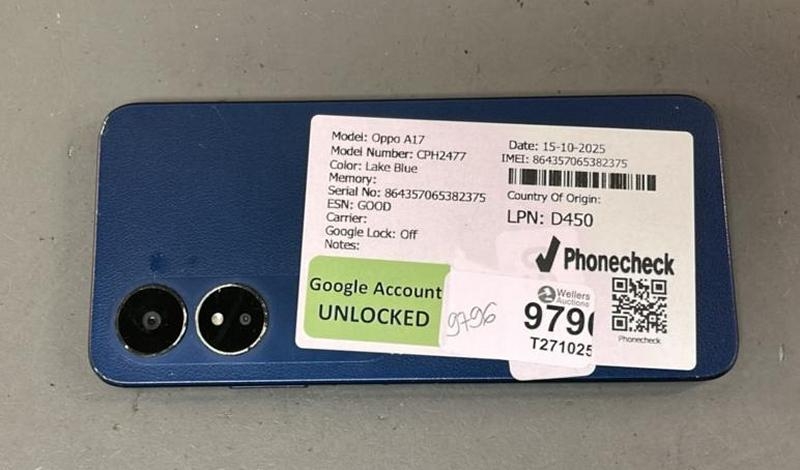 Model: Oppo A17
Model Number: CPH2477
Color: Lake Blue
Memory:
Serial No: 864357065382375
ESN: GOOD
Carrier:
Google Lock: Off
Notes:
Date: 15-10-2025
IMEI: 864357065382375
Country Of Origin:
LPN: D450
Phonecheck
Google Account
UNLOCKED
9796
Wellers
Auctions
9796
T271025
Phonecheck